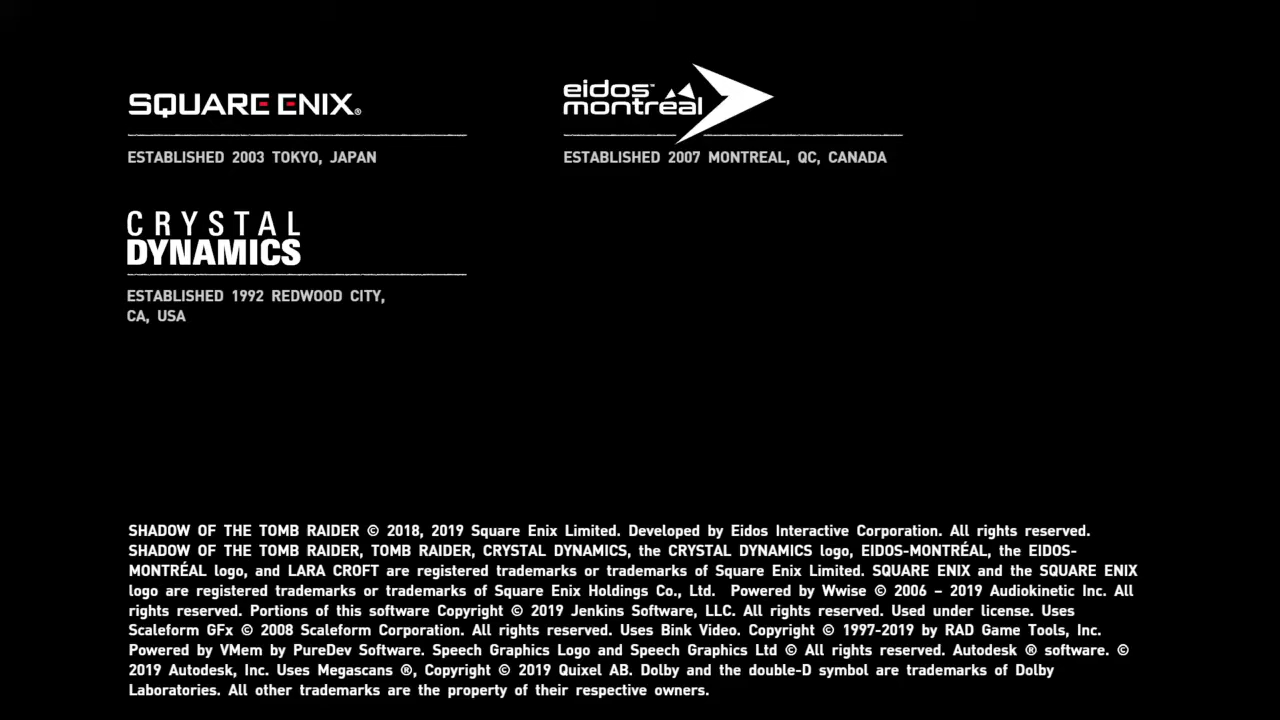 SQUARE ENIX®
ESTABLISHED 2003 TOKYO, JAPAN
eidos™
montréal
ESTABLISHED 2007 MONTREAL, QC, CANADA
CRYSTAL
DYNAMICS
ESTABLISHED 1992 REDWOOD CITY,
CA, USA
SHADOW OF THE TOMB RAIDER © 2018, 2019 Square Enix Limited. Developed by Eidos Interactive Corporation. All rights reserved.
SHADOW OF THE TOMB RAIDER, TOMB RAIDER, CRYSTAL DYNAMICS, the CRYSTAL DYNAMICS logo, EIDOS-MONTRÉAL, the EIDOS-
MONTRÉAL logo, and LARA CROFT are registered trademarks or trademarks of Square Enix Limited. SQUARE ENIX and the SQUARE ENIX
logo are registered trademarks or trademarks of Square Enix Holdings Co., Ltd. Powered by Wwise © 2006 – 2019 Audiokinetic Inc. All
rights reserved. Portions of this software Copyright © 2019 Jenkins Software, LLC. All rights reserved. Used under license. Uses
Scaleform GFx © 2008 Scaleform Corporation. All rights reserved. Uses Bink Video. Copyright © 1997-2019 by RAD Game Tools, Inc.
Powered by VMem by PureDev Software. Speech Graphics Logo and Speech Graphics Ltd © All rights reserved. Autodesk ® software. ©
2019 Autodesk, Inc. Uses Megascans ®, Copyright © 2019 Quixel AB. Dolby and the double-D symbol are trademarks of Dolby
Laboratories. All other trademarks are the property of their respective owners.